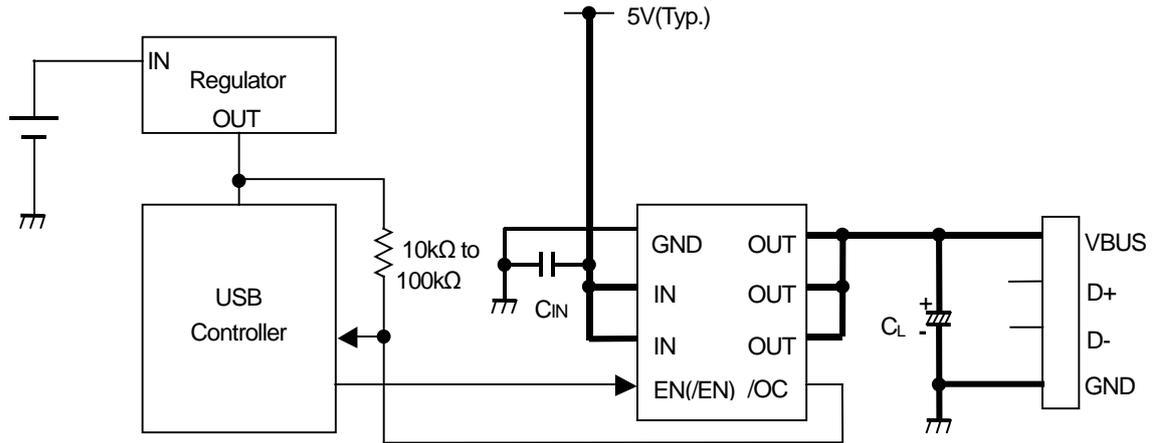 5V(Typ.)
IN
Regulator
OUT
10kΩ to
100kΩ
USB
Controller
CIN
GND OUT
IN OUT
IN OUT
EN(/EN) /OC
+
CL
-
VBUS
D+
D-
GND